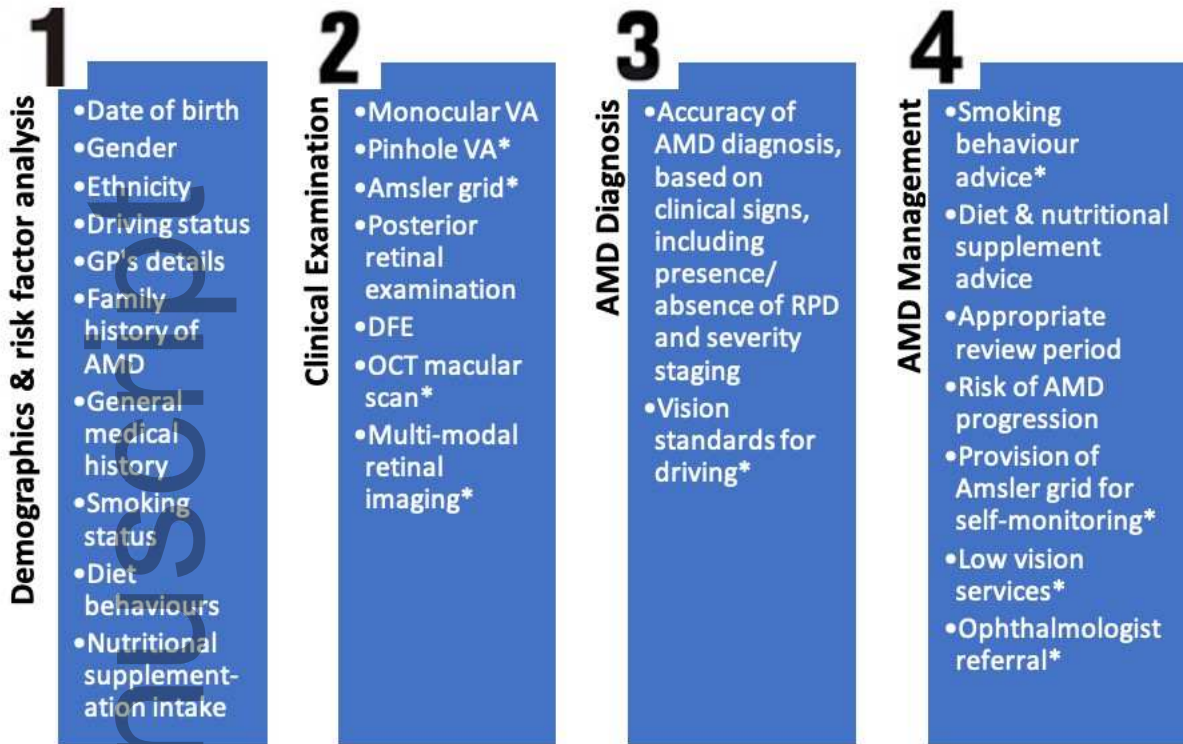 1
Demographics & risk factor analysis
•Date of birth
•Gender
•Ethnicity
•Driving status
•GP's details
•Family
history of
AMD
•General
medical
history
•Smoking
status
•Diet
behaviours
•Nutritional
supplement-
ation intake
2
Clinical Examination
•Monocular VA
•Pinhole VA*
•Amsler grid*
•Posterior
retinal
examination
•DFE
•OCT macular
scan*
•Multi-modal
retinal
imaging*
3
AMD Diagnosis
•Accuracy of
AMD diagnosis,
based on
clinical signs,
including
presence/
absence of RPD
and severity
staging
•Vision
standards for
driving*
4
AMD Management
•Smoking
behaviour
advice*
•Diet & nutritional
supplement
advice
•Appropriate
review period
•Risk of AMD
progression
•Provision of
Amsler grid for
self-monitoring*
•Low vision
services*
•Ophthalmologist
referral*
nuscript